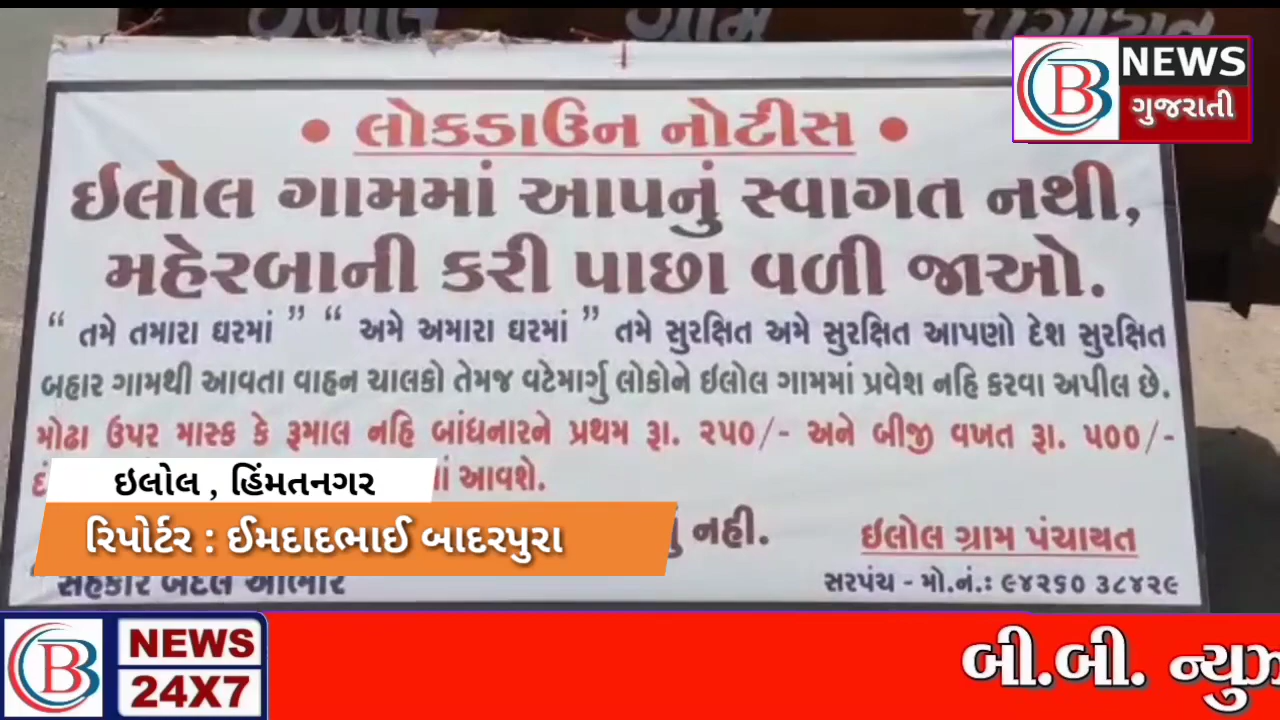 ઈલોલ ગ્રામ પંચાયત
NEWS
ગુજરાતી
• લોકડાઉન નોટીસ •
ઈલોલ ગામમાં આપનું સ્વાગત નથી,
મહેરબાની કરી પાછા વળી જાઓ.
“ તમે તમારા ઘરમાં ” “ અમે અમારા ઘરમાં ” તમે સુરક્ષિત અમે સુરક્ષિત આપણો દેશ સુરક્ષિત
બહાર ગામથી આવતા વાહન ચાલકો તેમજ વટેમાર્ગુ લોકોને ઈલોલ ગામમાં પ્રવેશ નહિ કરવા અપીલ છે.
મોઢા ઉપર માસ્ક કે રૂમાલ નહિ બાંધનારને પ્રથમ રૂા. ૨૫૦/- અને બીજી વખત રૂા. ૫૦૦/-
આવશે.
ઇલોલ , હિંમતનગર
રિપોર્ટર : ઈમદાદભાઈ બાદરપુરા
નહી.
ઈલોલ ગ્રામ પંચાયત
સહકાર બદલ આભાર
સરપંચ - મો.નં.: ૯૪૨૬૦ ૩૮૪૨૯
B NEWS
24X7
બી.બી. ન્યુઝ